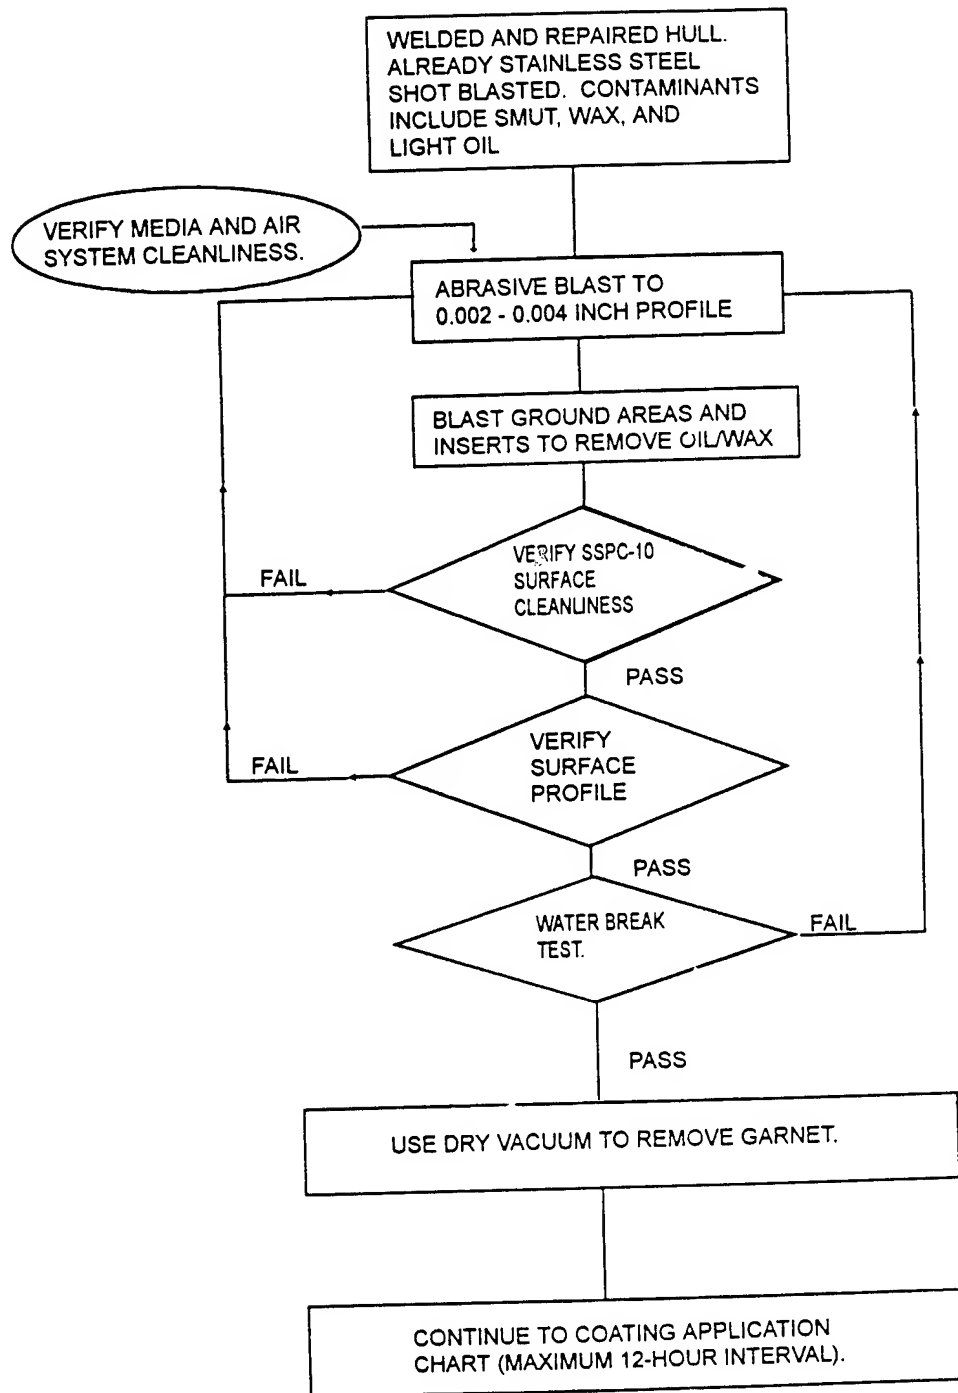 WELDED AND REPAIRED HULL.
ALREADY STAINLESS STEEL
SHOT BLASTED. CONTAMINANTS
INCLUDE SMUT, WAX, AND
LIGHT OIL
VERIFY MEDIA AND AIR
SYSTEM CLEANLINESS.
ABRASIVE BLAST TO
0.002 - 0.004 INCH PROFILE
BLAST GROUND AREAS AND
INSERTS TO REMOVE OIL/WAX
VERIFY SSPC-10
SURFACE
CLEANLINESS
FAIL
PASS
VERIFY
SURFACE
PROFILE
FAIL
PASS
WATER BREAK
TEST.
FAIL
PASS
USE DRY VACUUM TO REMOVE GARNET.
CONTINUE TO COATING APPLICATION
CHART (MAXIMUM 12-HOUR INTERVAL).